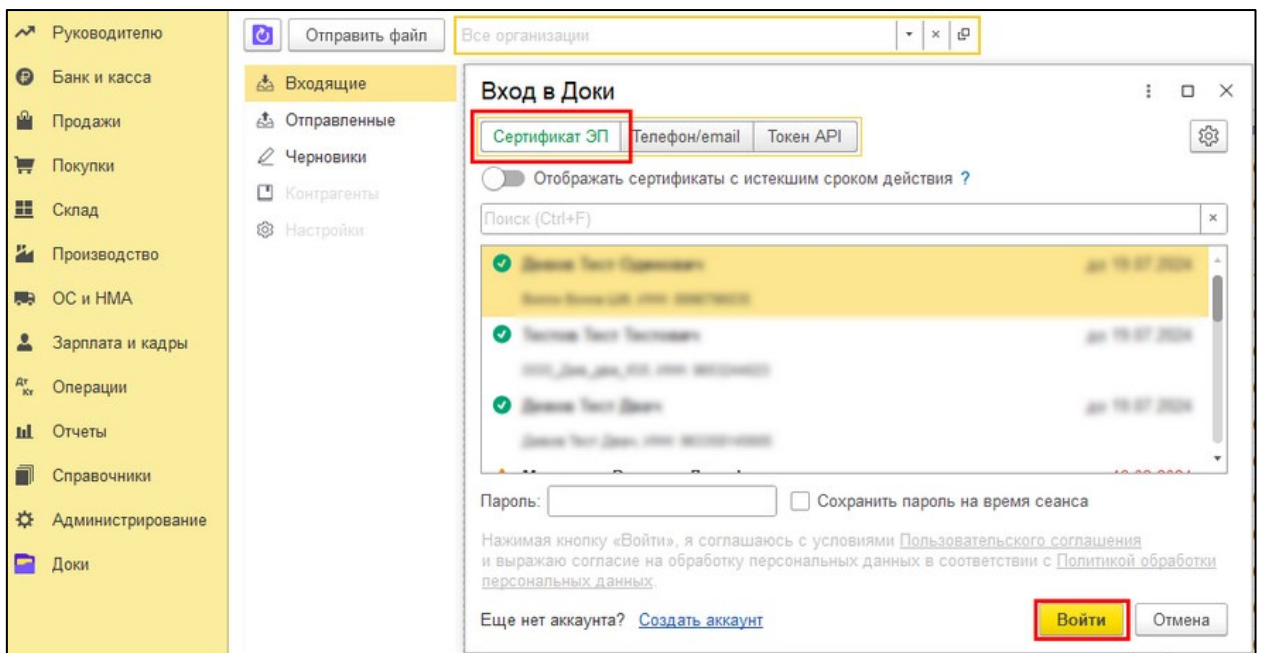 Руководителю
Банк и касса
Продажи
Покупки
Склад
Производство
ОС и НМА
Зарплата и кадры
Дт Кт Операции
Отчеты
Справочники
Администрирование
Доки
Отправить файл
Все организации
Входящие
Отправленные
Черновики
Контрагенты
Настройки
Вход в Доки
Сертификат ЭП Телефон/email Токен API
Отображать сертификаты с истекшим сроком действия ?
Поиск (Ctrl+F)
Пароль: Сохранить пароль на время сеанса
Нажимая кнопку «Войти», я соглашаюсь с условиями Пользовательского соглашения
и выражаю согласие на обработку персональных данных в соответствии с Политикой обработки
персональных данных.
Еще нет аккаунта? Создать аккаунт Войти Отмена